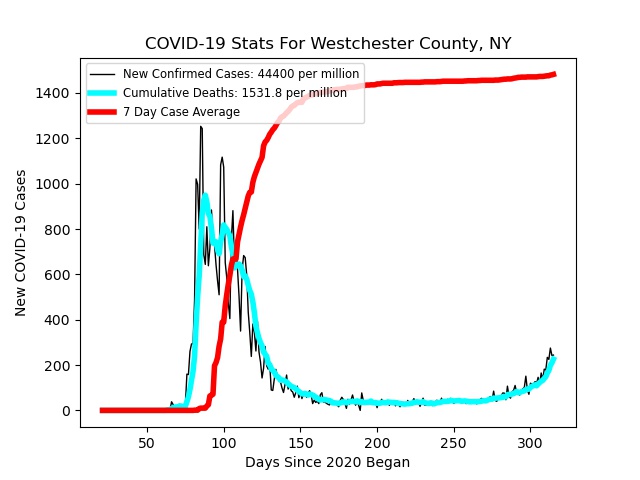 COVID-19 Stats For Westchester County, NY
New Confirmed Cases: 44400 per million
Cumulative Deaths: 1531.8 per million
7 Day Case Average
New COVID-19 Cases
1400
1200
1000
800
600
400
200
0
50 100 150 200 250 300
Days Since 2020 Began